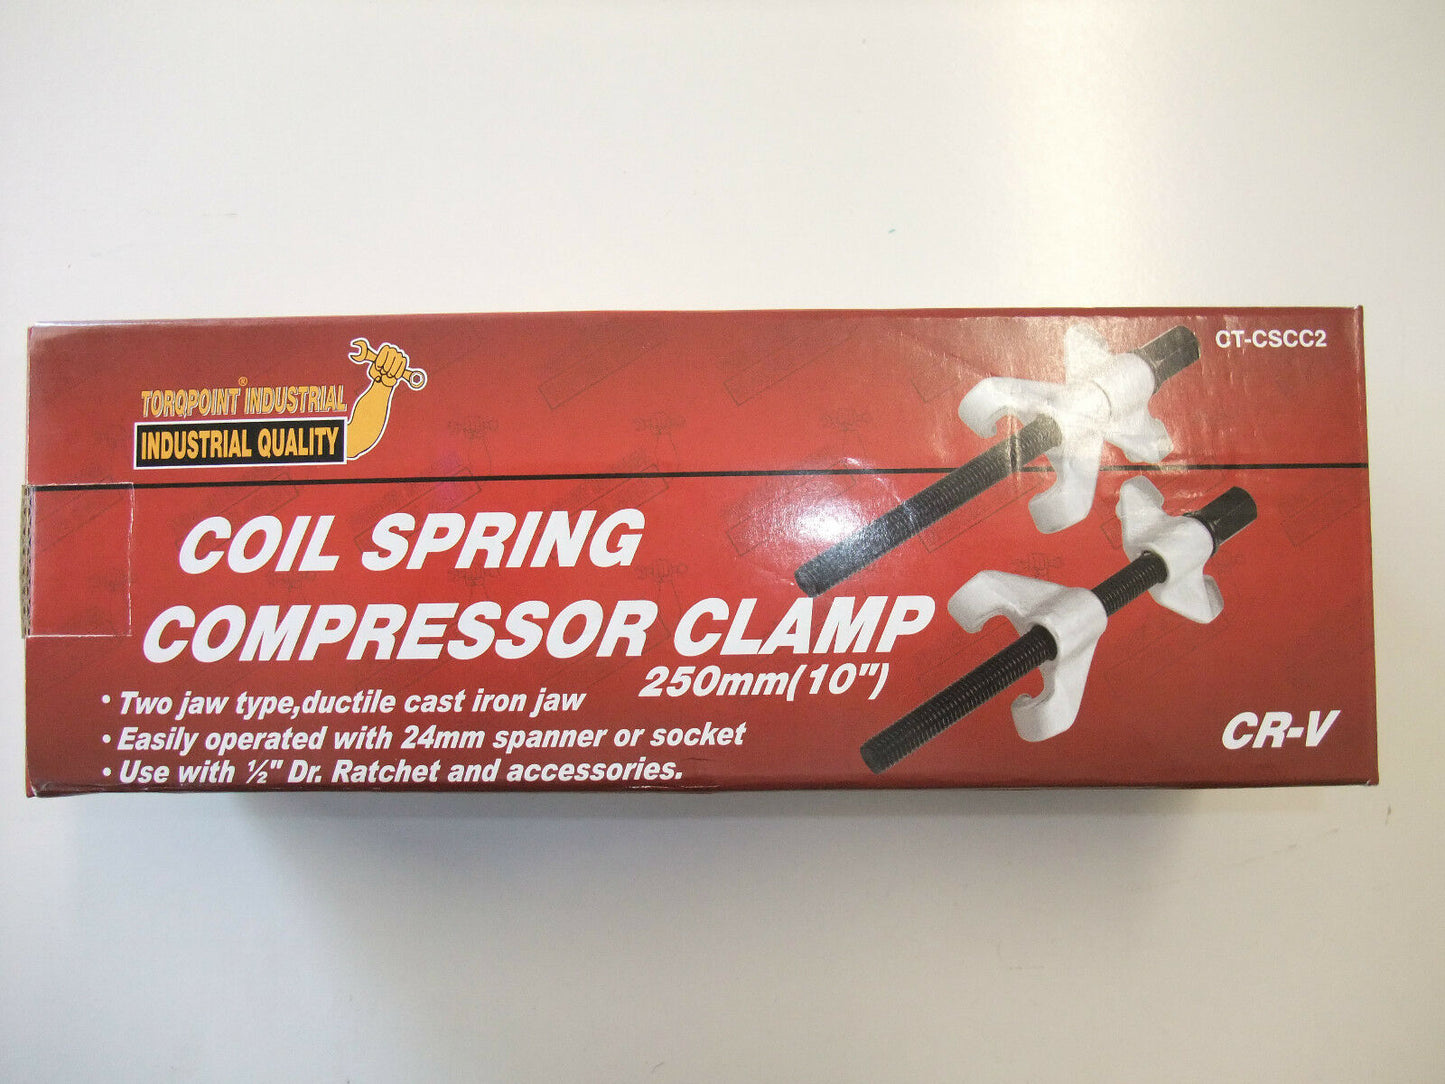 TORQPOINT® INDUSTRIAL
INDUSTRIAL QUALITY
CT-CSCC2
COIL SPRING
COMPRESSOR CLAMP
250mm(10")
• Two jaw type,ductile cast iron jaw
• Easily operated with 24mm spanner or socket
• Use with ½" Dr. Ratchet and accessories.
CR-V